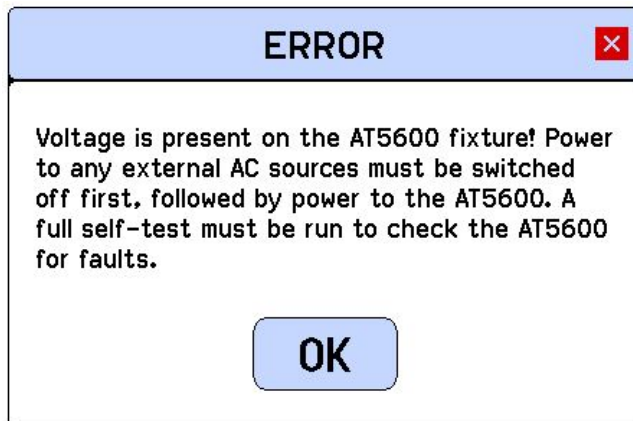 ERROR
Voltage is present on the AT5600 fixture! Power
to any external AC sources must be switched
off first, followed by power to the AT5600. A
full self-test must be run to check the AT5600
for faults.
OK